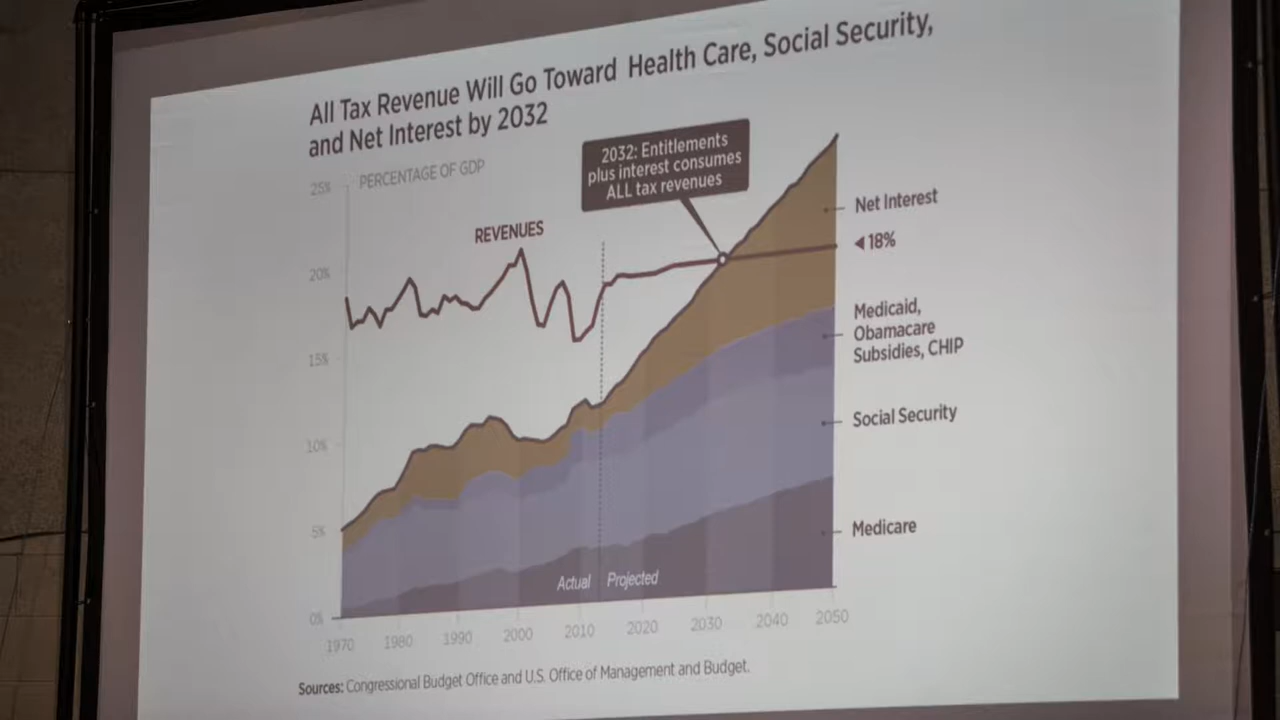 All Tax Revenue Will Go Toward Health Care, Social Security,
and Net Interest by 2032
25% PERCENTAGE OF GDP
2032: Entitlements
plus interest consumes
ALL tax revenues
REVENUES
Net Interest
◀18%
20%
Medicaid,
Obamacare
Subsidies, CHIP
15%
Social Security
10%
5%
Medicare
Actual Projected
0%
1970 1980 1990 2000 2010 2020 2030 2040 2050
Sources: Congressional Budget Office and U.S. Office of Management and Budget.